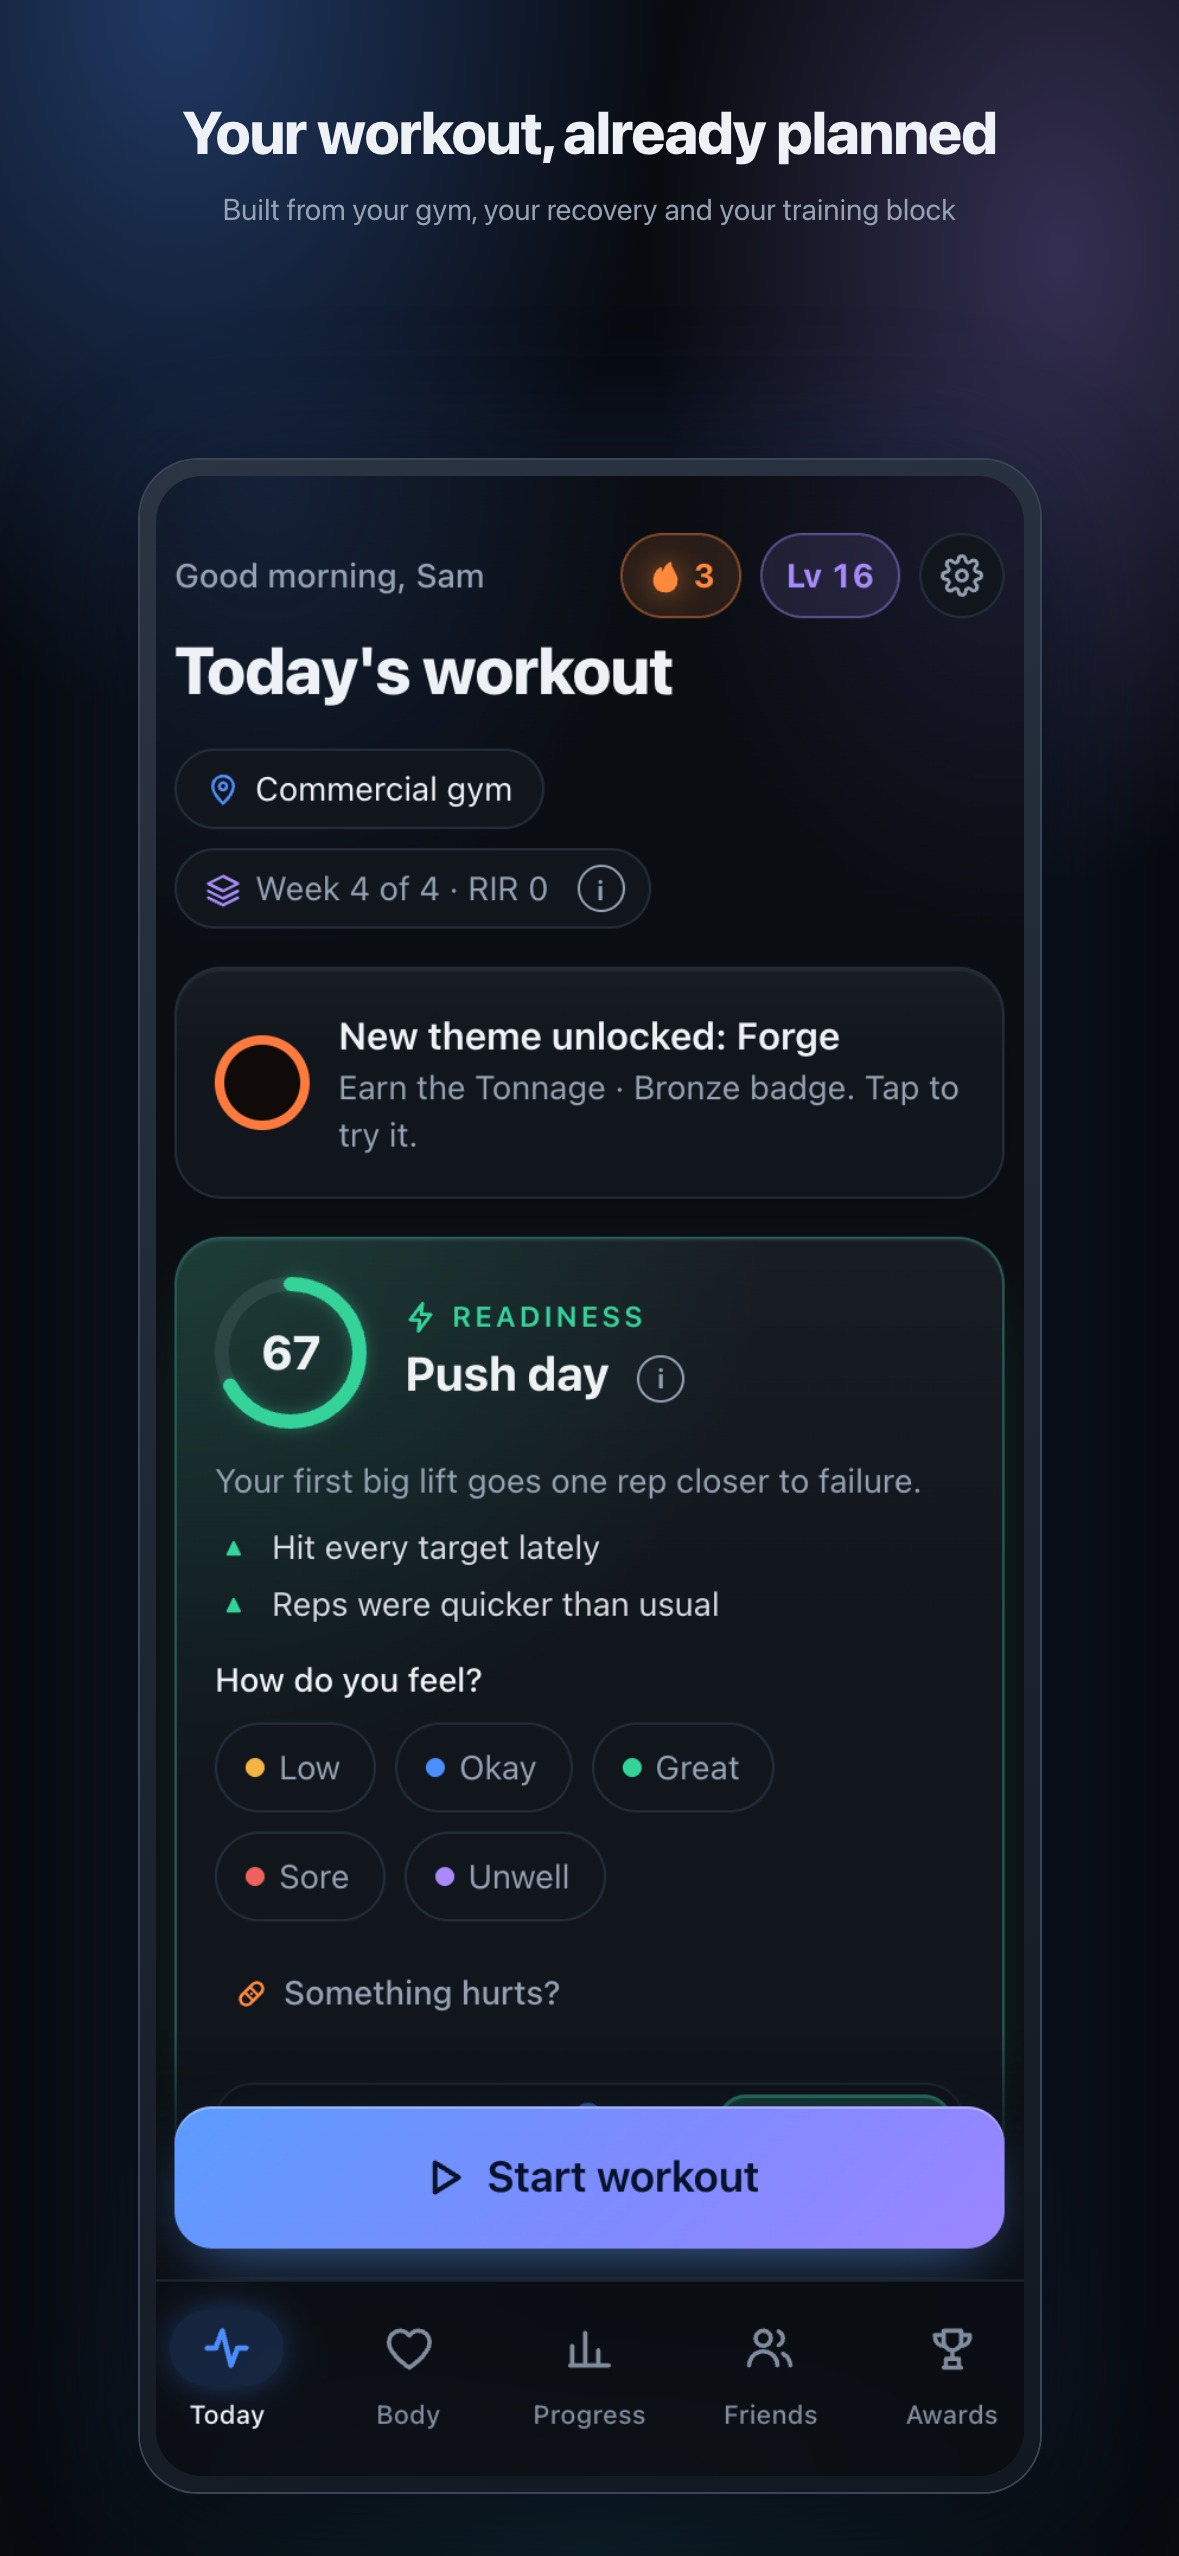 Your workout, already planned
Built from your gym, your recovery and your training block
Good morning, Sam
3
Lv 16
Today's workout
Commercial gym
Week 4 of 4 · RIR 0 i
New theme unlocked: Forge
Earn the Tonnage · Bronze badge. Tap to
try it.
67
READINESS
Push day i
Your first big lift goes one rep closer to failure.
Hit every target lately
Reps were quicker than usual
How do you feel?
Low
Okay
Great
Sore
Unwell
Something hurts?
Start workout
Today
Body
Progress
Friends
Awards